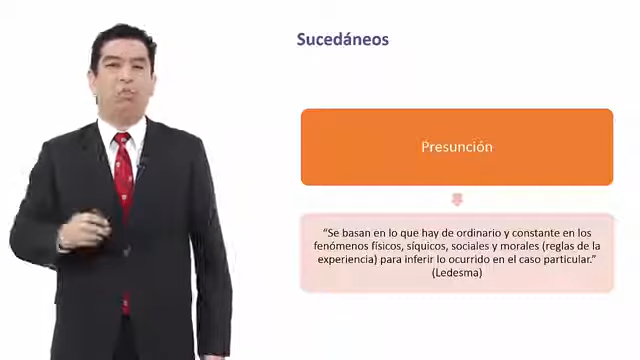 Sucedáneos
Presunción
“Se basan en lo que hay de ordinario y constante en los
fenómenos físicos, síquicos, sociales y morales (reglas de la
experiencia) para inferir lo ocurrido en el caso particular.”
(Ledesma)